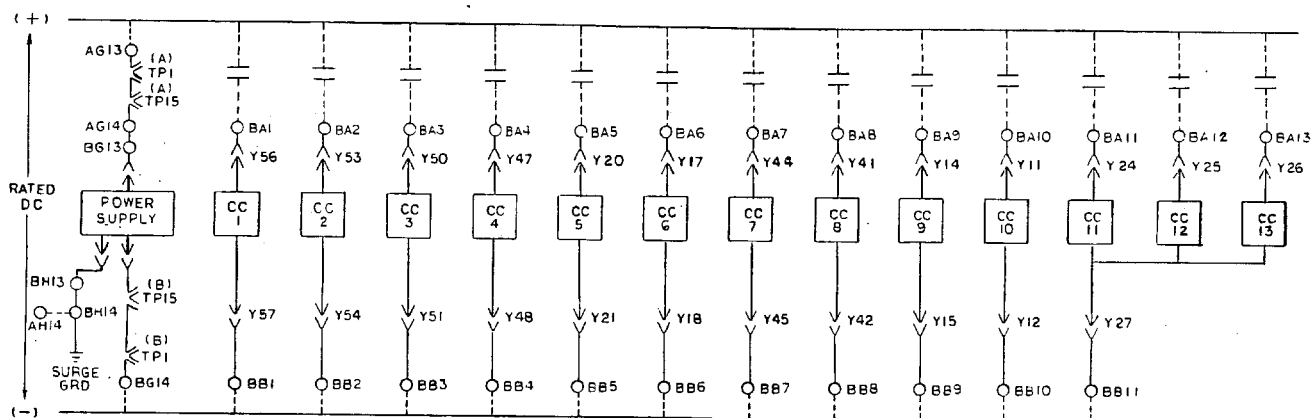 (+)
AG13
(A)
TP1
(A)
TP15
AG14
BG13
BA1 BA2 BA3 BA4 BA5 BA6 BA7 BA8 BA9 BA10 BA11 BA12 BA13
Y56 Y53 Y50 Y47 Y20 Y17 Y44 Y41 Y14 Y11 Y24 Y25 Y26
RATED
DC
POWER
SUPPLY
CC
1
CC
2
CC
3
CC
4
CC
5
CC
6
CC
7
CC
8
CC
9
CC
10
CC
11
CC
12
CC
13
BH13
(B)
TP15
BH14
AH14
Y57 Y54 Y51 Y48 Y21 Y18 Y45 Y42 Y15 Y12 Y27
(B)
TP1
SURGE
GRD
BG14 BB1 BB2 BB3 BB4 BB5 BB6 BB7 BB8 BB9 BB10 BB11
(-)